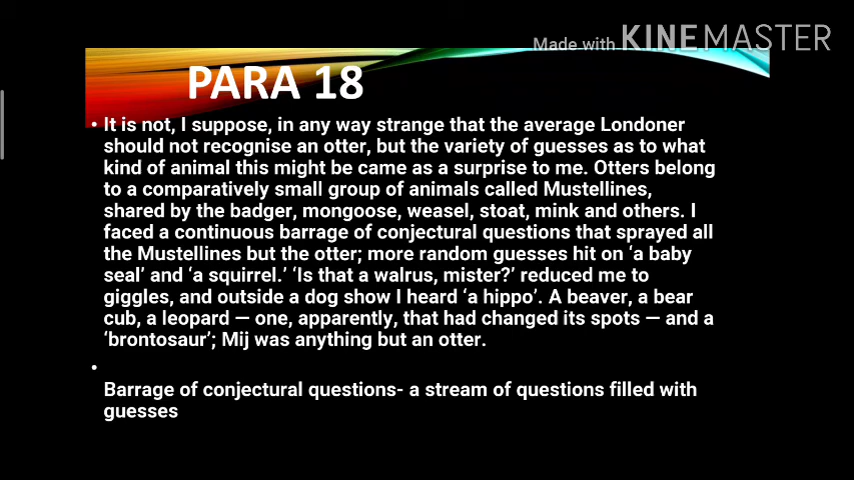 Made with KINEMASTER
PARA 18
• It is not, I suppose, in any way strange that the average Londoner
should not recognise an otter, but the variety of guesses as to what
kind of animal this might be came as a surprise to me. Otters belong
to a comparatively small group of animals called Mustellines,
shared by the badger, mongoose, weasel, stoat, mink and others. I
faced a continuous barrage of conjectural questions that sprayed all
the Mustellines but the otter; more random guesses hit on ‘a baby
seal’ and ‘a squirrel.’ ‘Is that a walrus, mister?’ reduced me to
giggles, and outside a dog show I heard ‘a hippo’. A beaver, a bear
cub, a leopard — one, apparently, that had changed its spots — and a
‘brontosaur’; Mij was anything but an otter.
•
Barrage of conjectural questions- a stream of questions filled with
guesses